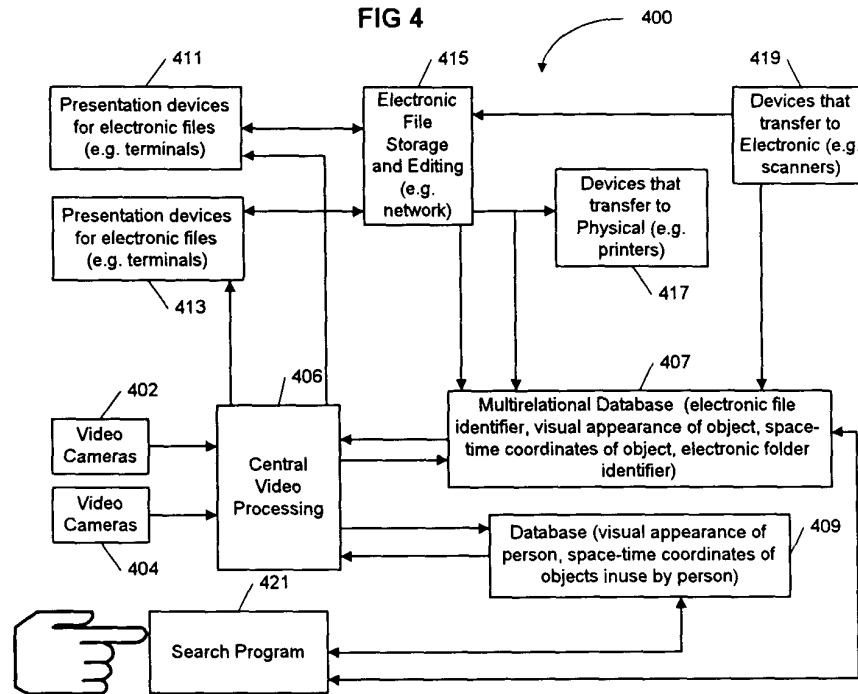 FIG 4
400
411
Presentation devices
for electronic files
(e.g. terminals)
415
Electronic
File
Storage
and Editing
(e.g.
network)
419
Devices that
transfer to
Electronic (e.g.
scanners)
Presentation devices
for electronic files
(e.g. terminals)
413
Devices that
transfer to
Physical (e.g.
printers)
417
402
Video
Cameras
Video
Cameras
404
406
Central
Video
Processing
407
Multirelational Database (electronic file
identifier, visual appearance of object, space-
time coordinates of object, electronic folder
identifier)
Database (visual appearance of
person, space-time coordinates of
objects inuse by person)
409
421
Search Program